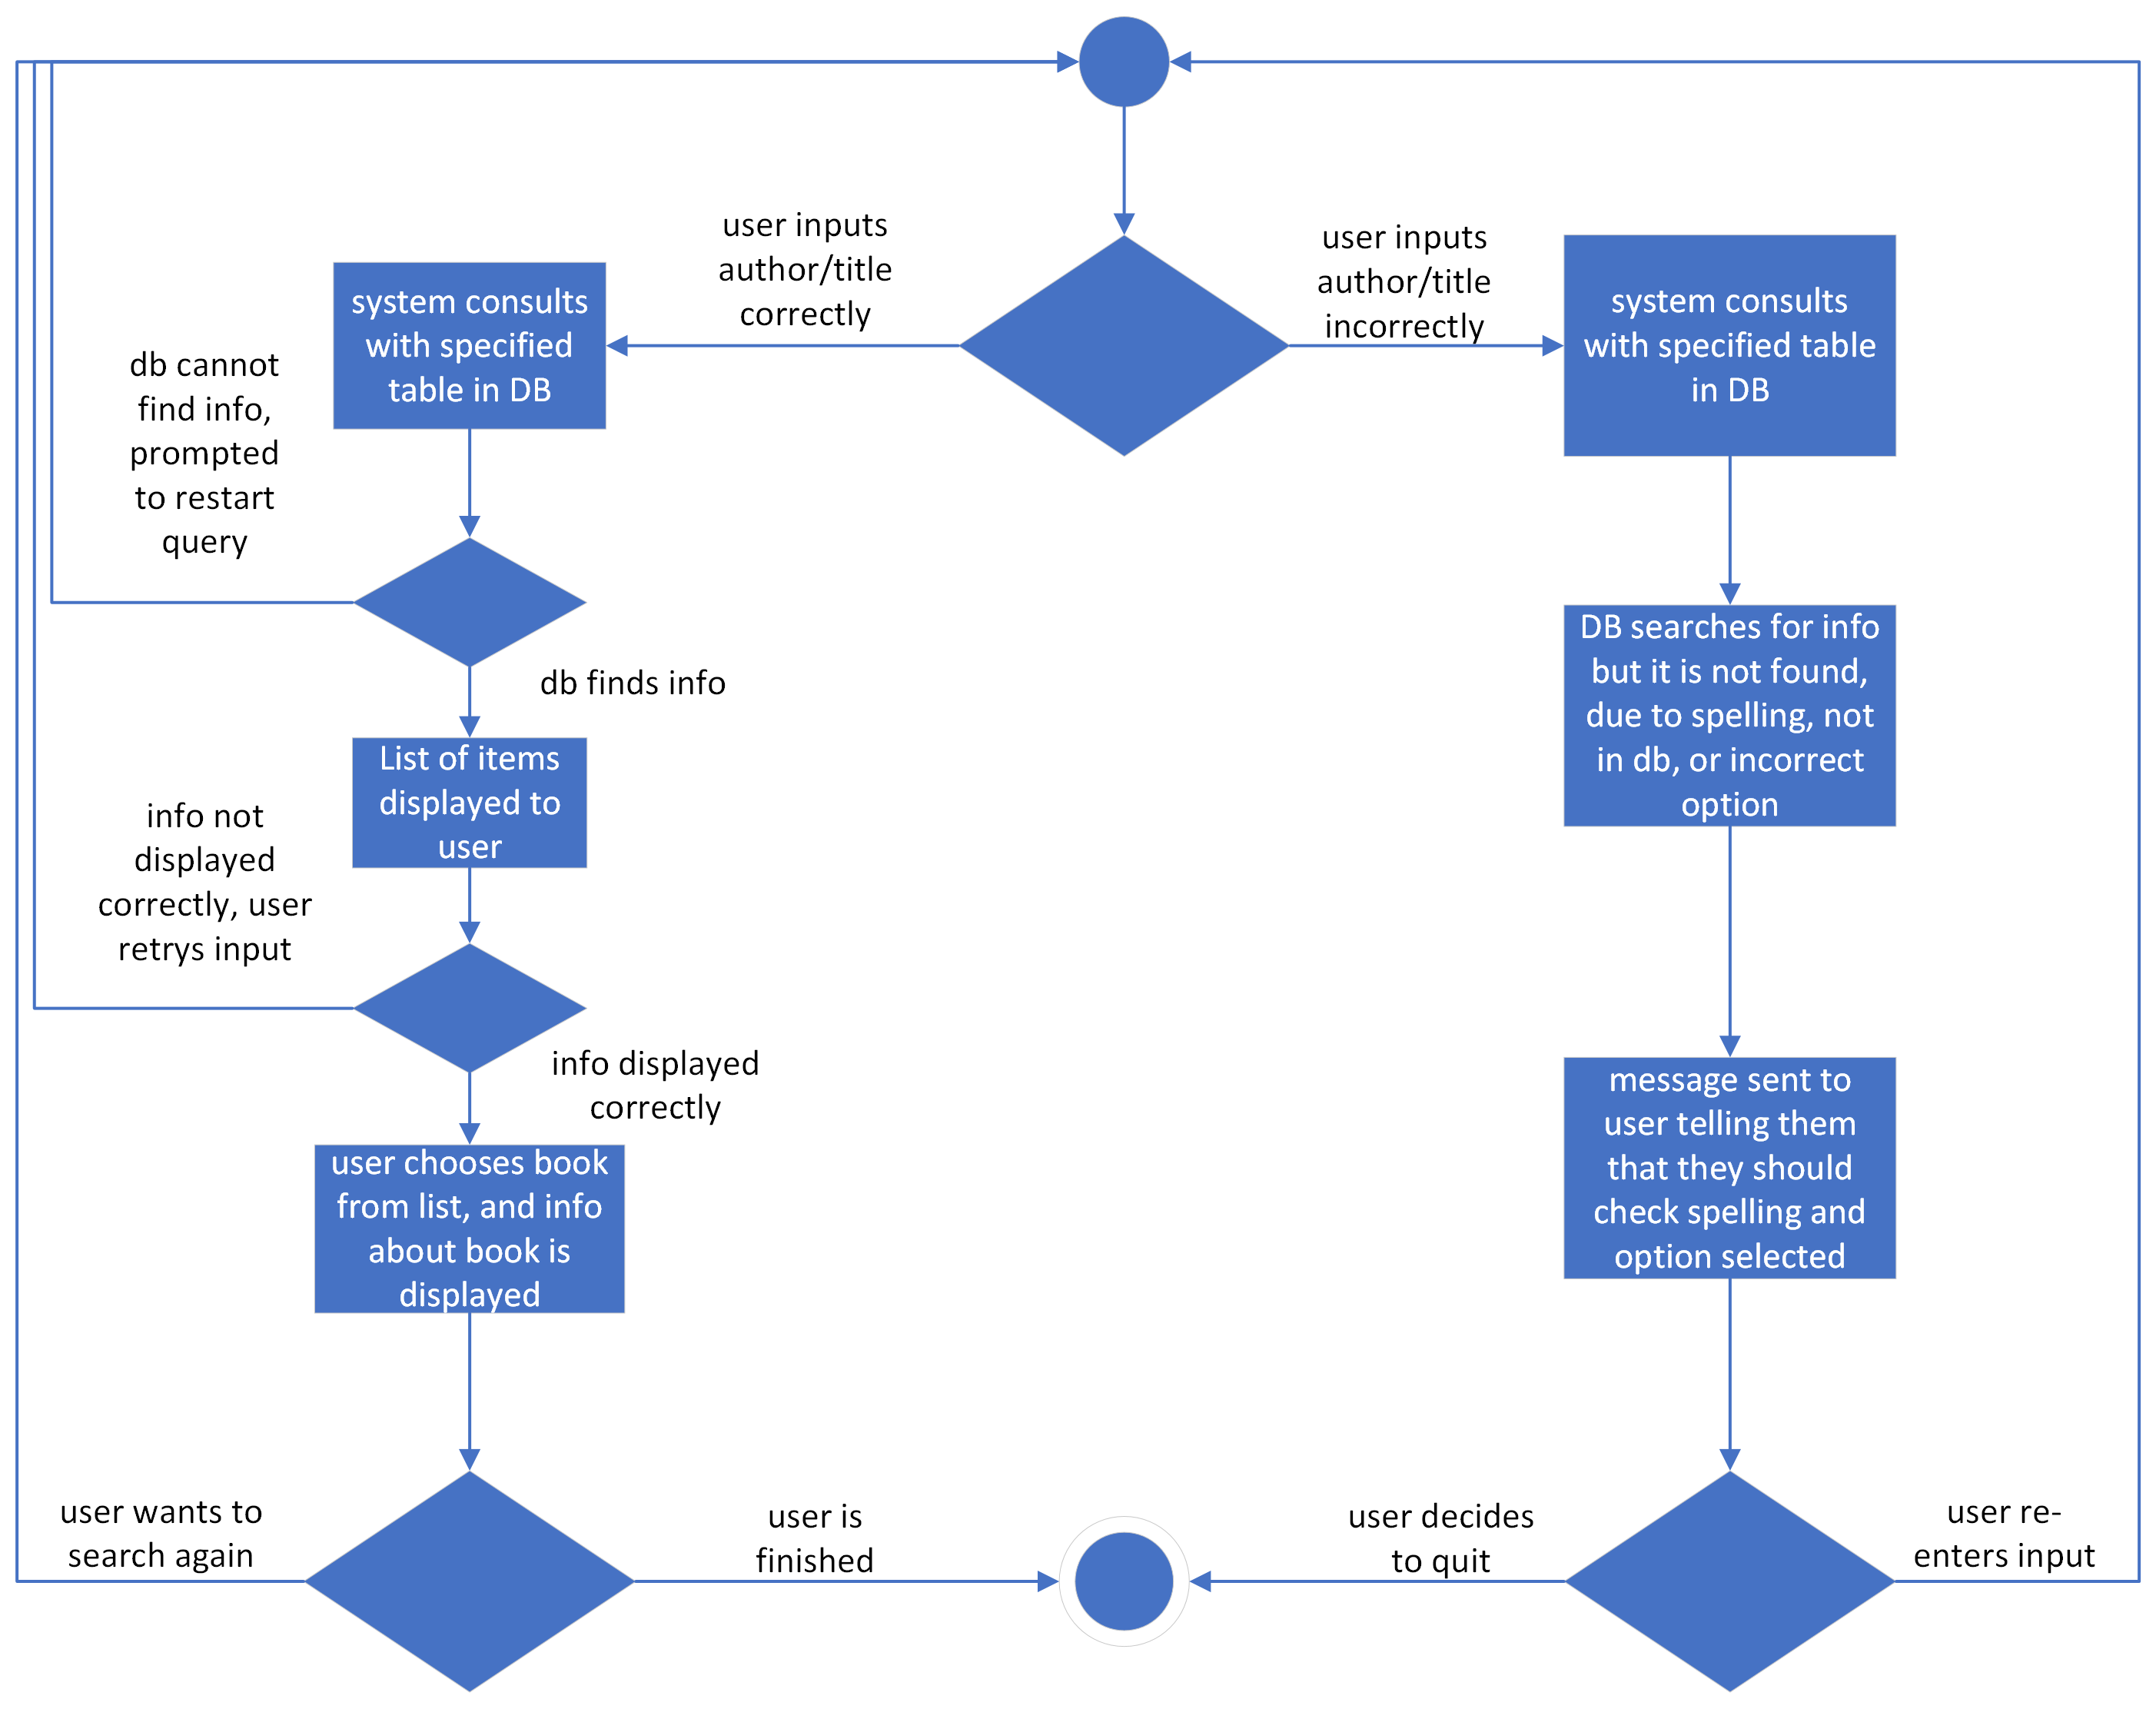 user inputs
author/title
correctly
user inputs
author/title
incorrectly
system consults
with specified
table in DB
system consults
with specified table
in DB
db cannot
find info,
prompted
to restart
query
db finds info
DB searches for info
but it is not found,
due to spelling, not
in db, or incorrect
option
List of items
displayed to
user
info not
displayed
correctly, user
retrys input
info displayed
correctly
message sent to
user telling them
that they should
check spelling and
option selected
user chooses book
from list, and info
about book is
displayed
user wants to
search again
user is
finished
user decides
to quit
user re-
enters input